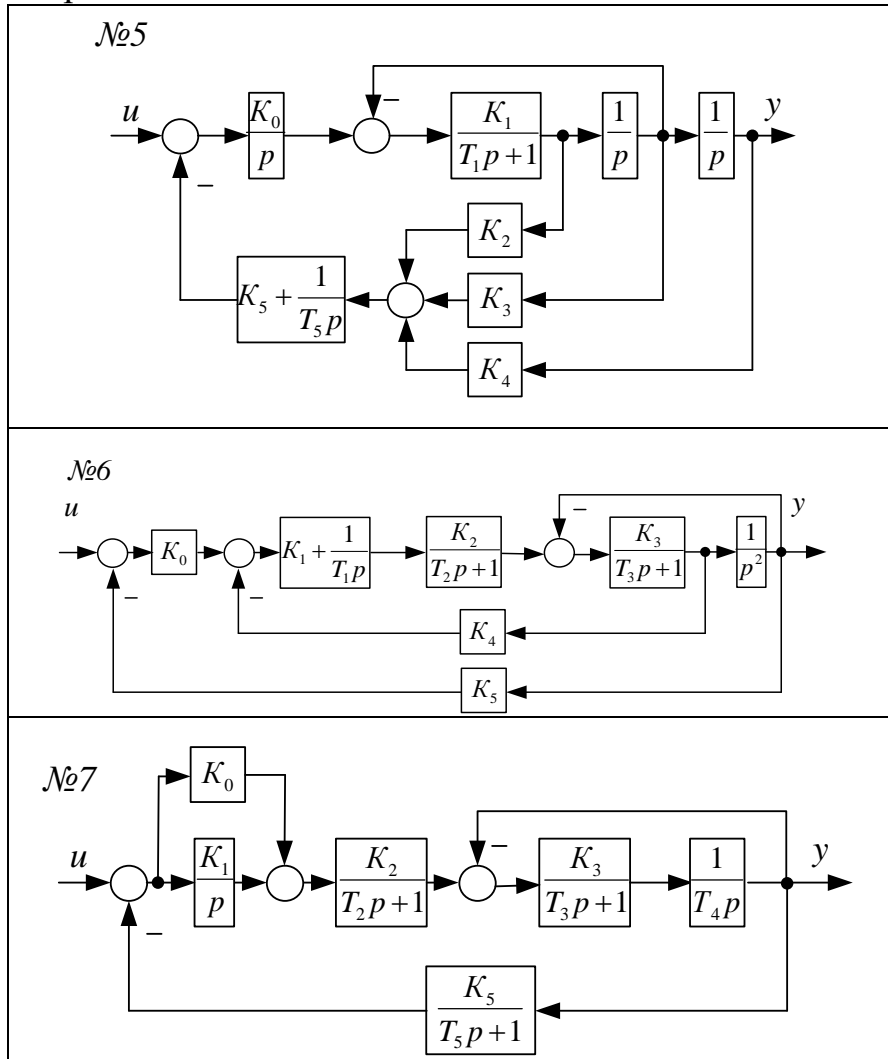 №5
u
K₀/p
−
K₁/(T₁p+1)
1/p
1/p
y
−
K₂
K₅ + 1/(T₅p)
K₃
K₄
№6
u
K₀
K₁ + 1/(T₁p)
K₂/(T₂p+1)
−
K₃/(T₃p+1)
1/p²
y
−
−
K₄
K₅
№7
K₀
u
K₁/p
K₂/(T₂p+1)
−
K₃/(T₃p+1)
1/(T₄p)
y
−
K₅/(T₅p+1)